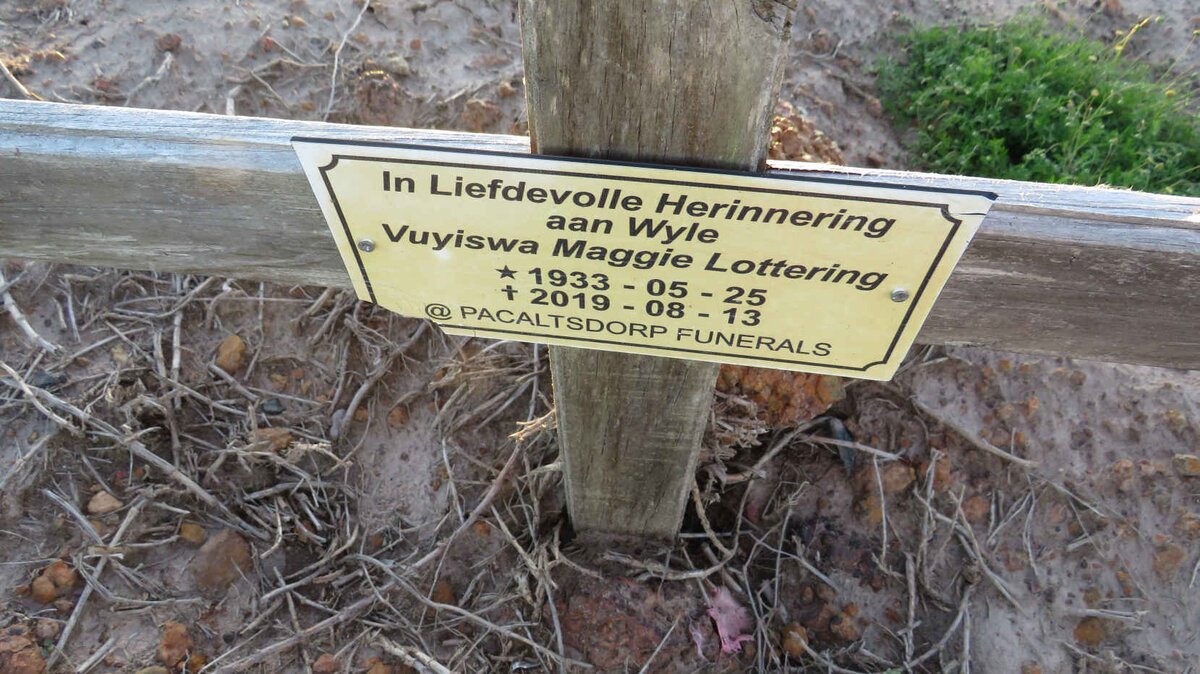 In Liefdevolle Herinnering
aan Wyle
Vuyiswa Maggie Lottering
★ 1933 - 05 - 25
✝ 2019 - 08 - 13
@ PACALTSDORP FUNERALS